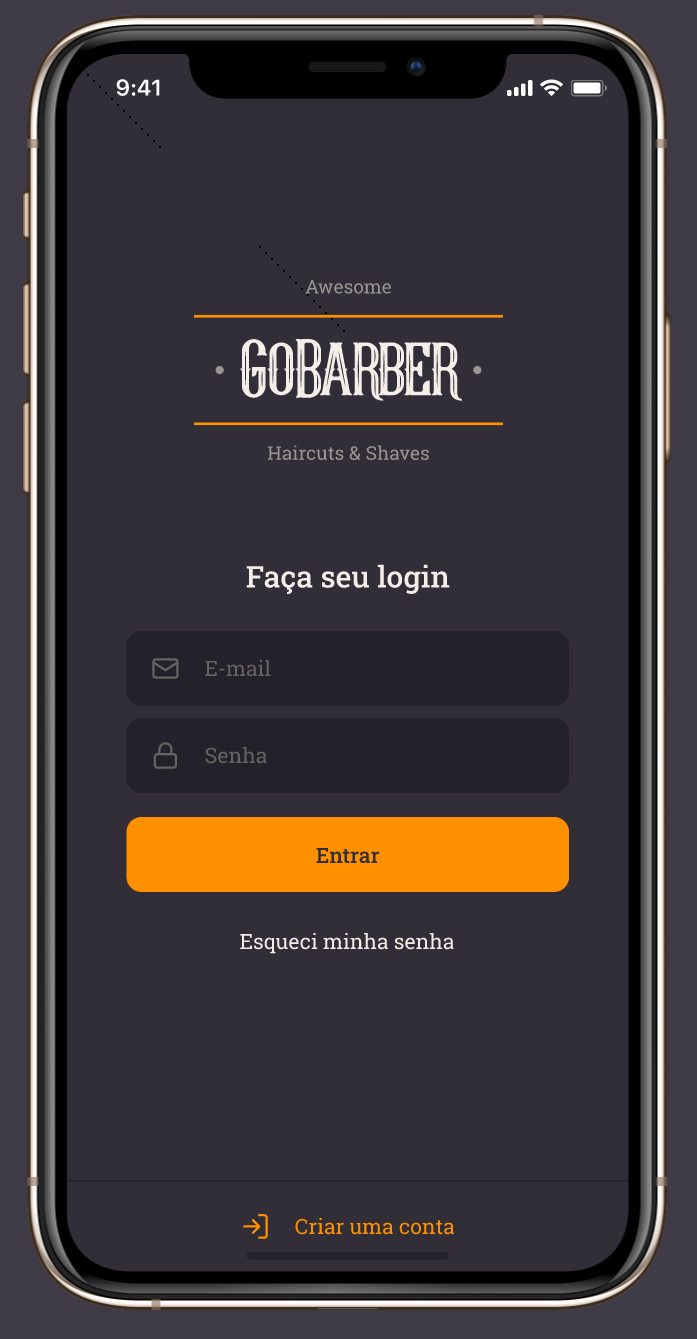 9:41
Awesome
• GOBARBER •
Haircuts & Shaves
Faça seu login
E-mail
Senha
Entrar
Esqueci minha senha
Criar uma conta